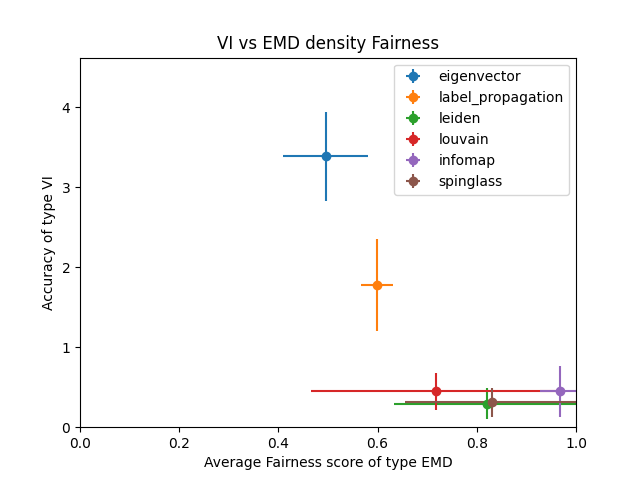 VI vs EMD density Fairness
eigenvector
label_propagation
leiden
louvain
infomap
spinglass
Accuracy of type VI
4
3
2
1
0
0.0 0.2 0.4 0.6 0.8 1.0
Average Fairness score of type EMD